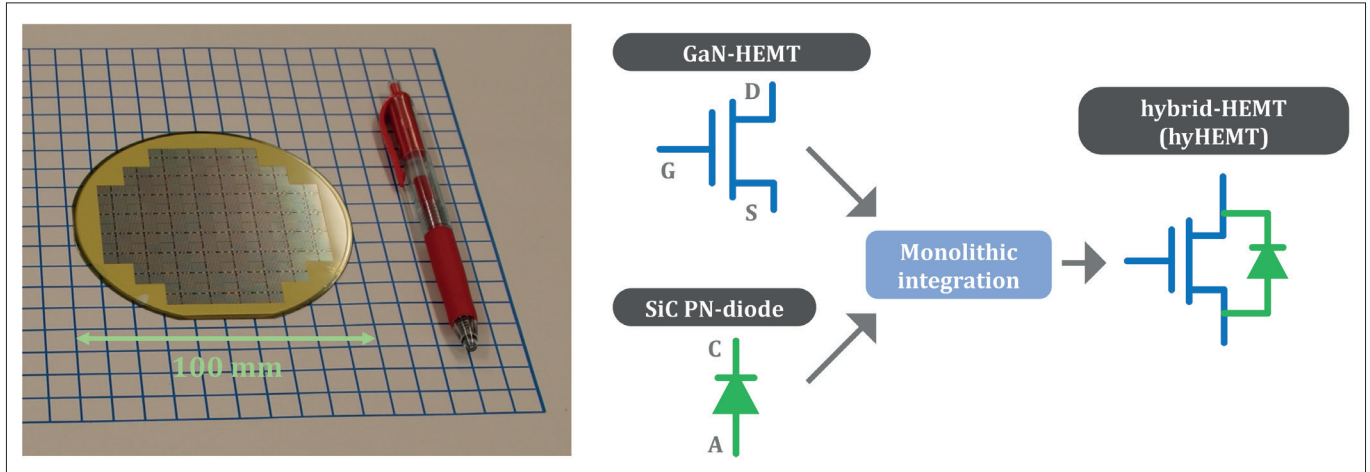 100 mm
GaN-HEMT
D
G
S
SiC PN-diode
C
A
Monolithic
integration
hybrid-HEMT
(hyHEMT)